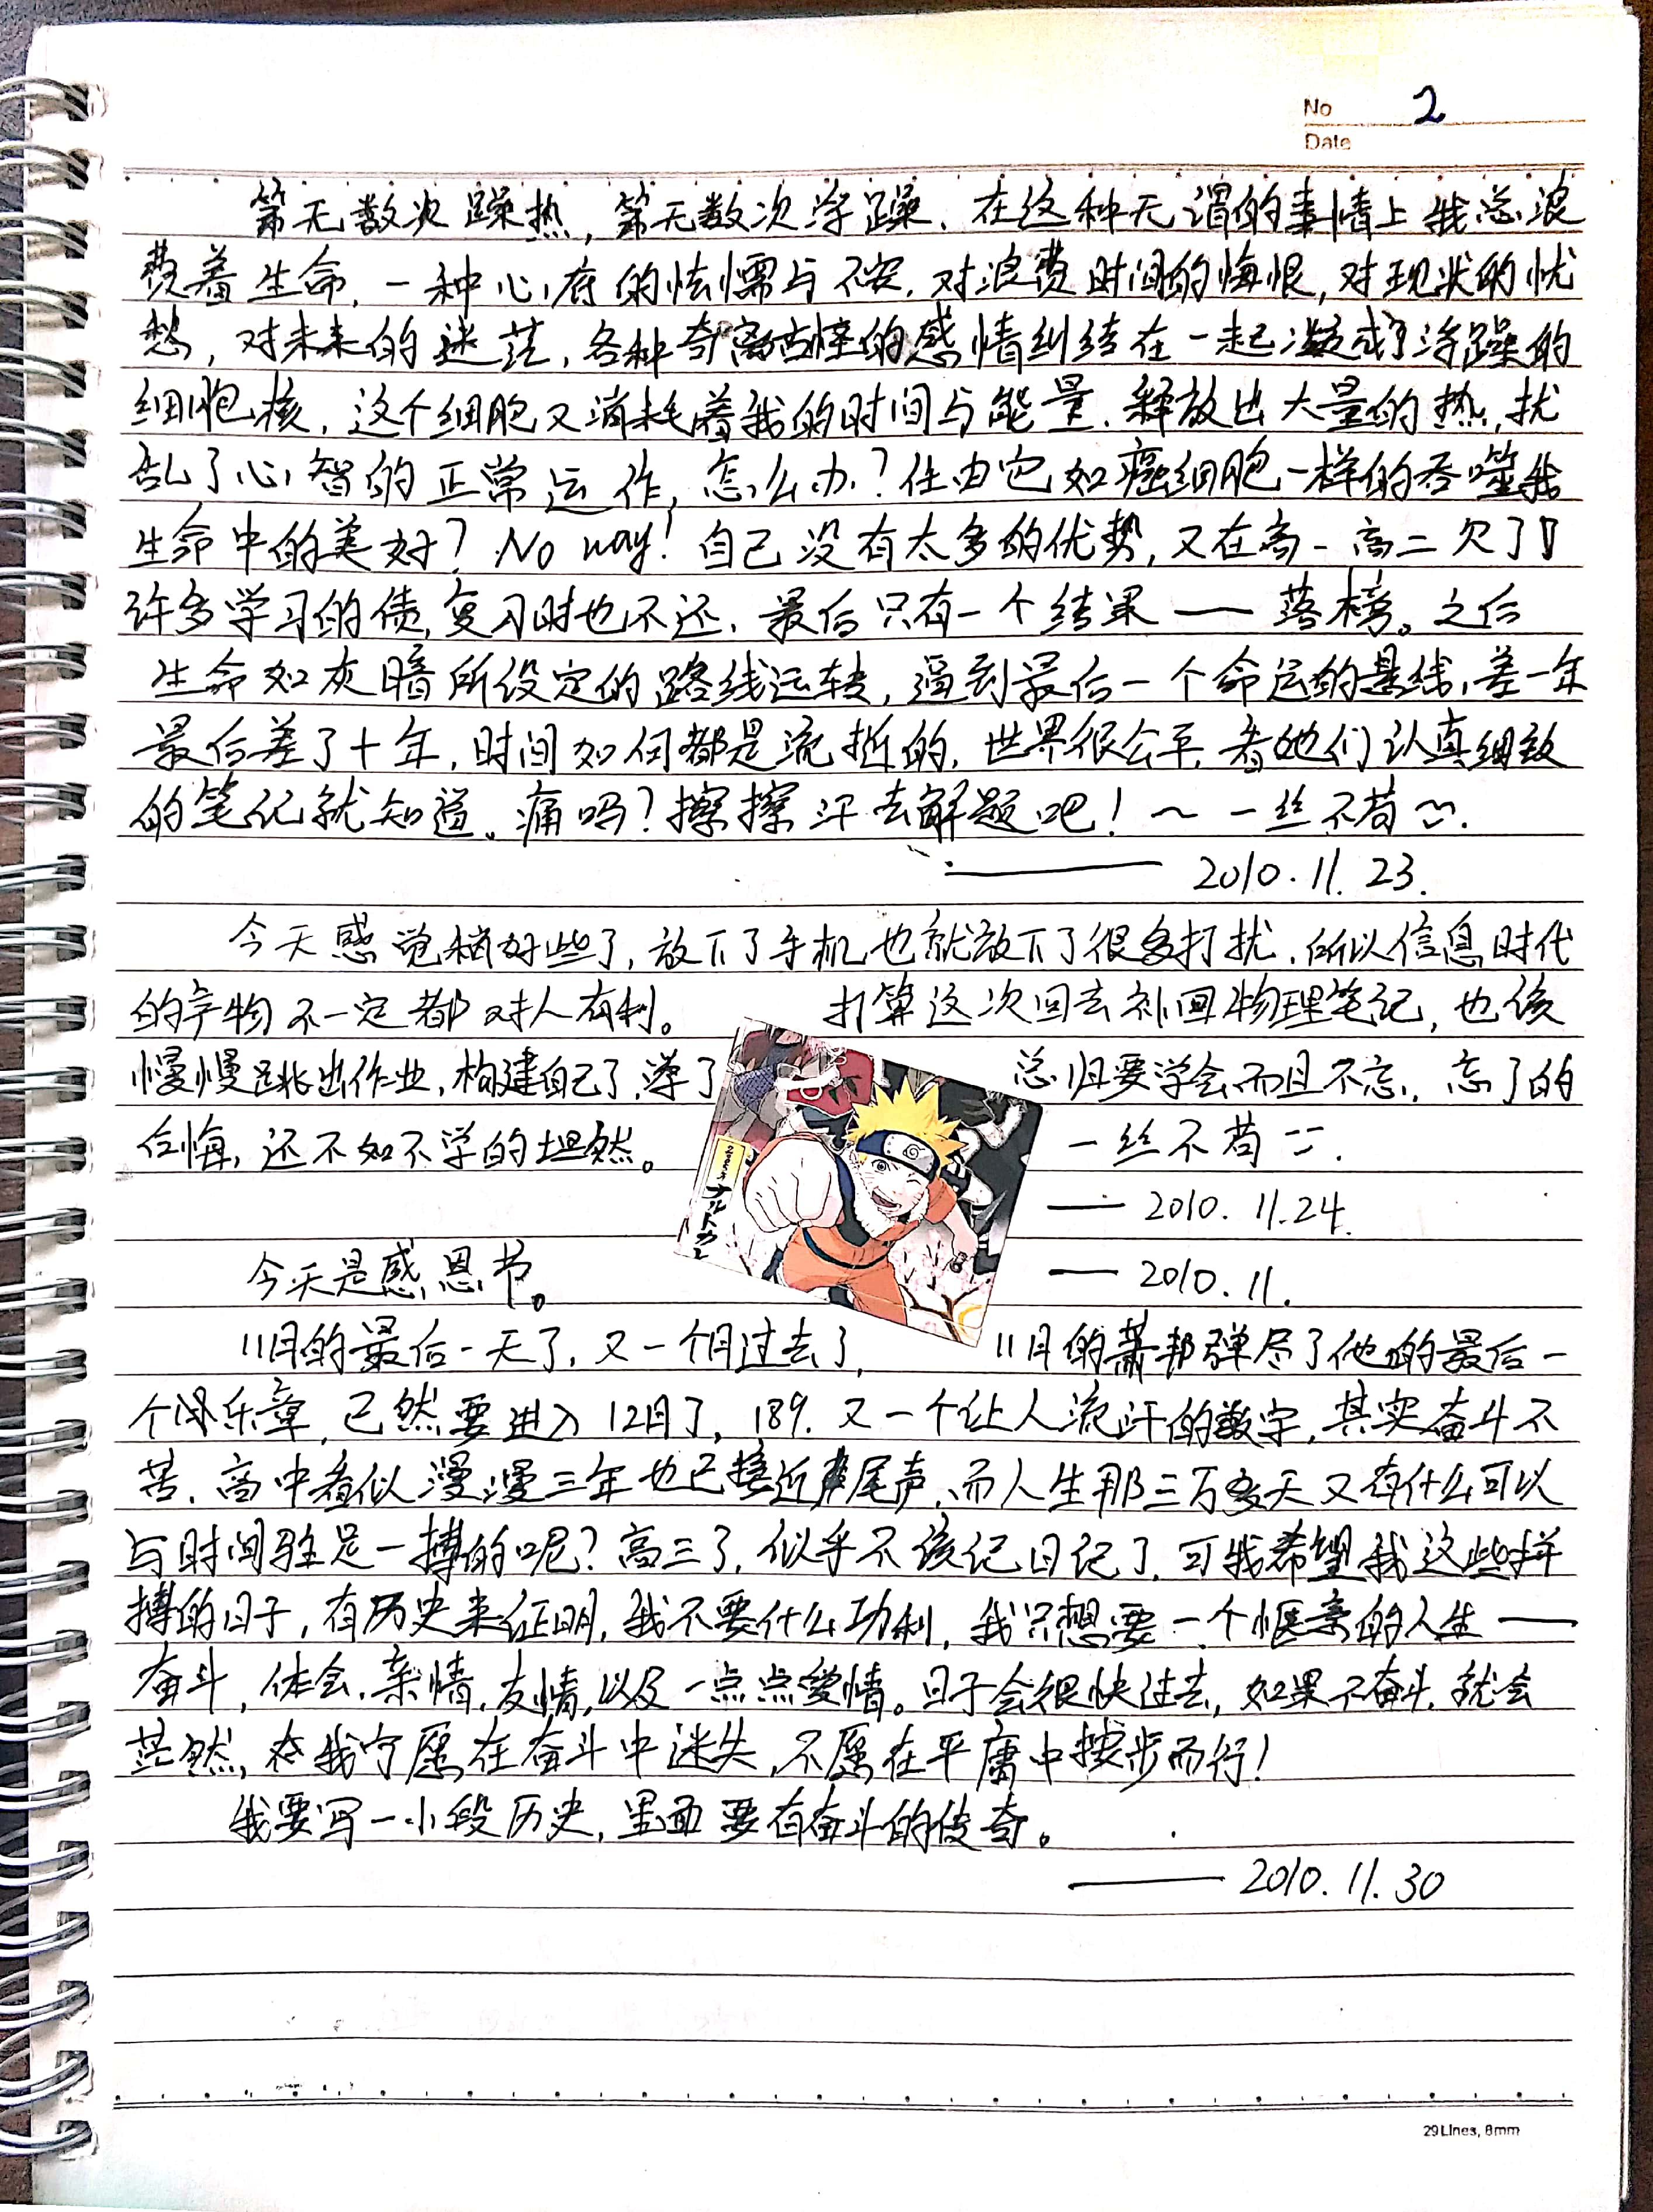 No 2
Date
第无数次躁热，第无数次浮躁．在这种无谓的事情上我总浪
费着生命，一种心府的怯懦与不安．对浪费时间的悔恨，对现状的忧
愁，对未来的迷茫，各种奇离古怪的感情纠结在一起凝成了浮躁的
细胞核，这个细胞又消耗着我的时间与能量．释放出大量的热，扰
乱了心智的正常运作，怎么办？任由它如癌细胞一样的吞噬我
生命中的美好？No way！自己没有太多的优势，又在高一高二欠了
许多学习的债，复习时也不还，最后只有一个结果——落榜。之后
生命如灰暗所设定的路线运转，逼到最后一个命运的悬线，差一年
最后差了十年，时间如何都是流逝的，世界很公平，看她们认真细致
的笔记就知道。痛吗？擦擦汗去解题吧！～一丝不苟～.
—— 2010.11.23.
今天感觉稍好些了，放下了手机也就放下了很多打扰．所以信息时代
的产物不一定都对人有利。 打算这次回去补回物理笔记，也该
慢慢跳出作业，构建自己了，学了 总归要学会而且不忘，忘了的
后悔，还不如不学的坦然。 一丝不苟
—— 2010.11.24.
ナルトカレ
今天是感恩节。 —— 2010.11.
11月的最后一天了，又一个月过去了， 11月的萧邦弹尽了他的最后一
个乐章，已然要进入12月了，189．又一个让人流汗的数字，其实奋斗不
苦．高中看似漫漫三年也已接近尾声，而人生那三万多天又有什么可以
与时间驻足一搏的呢？高三了，似乎不该记日记了，可我希望我这些拼
搏的日子，有历史来证明，我不要什么功利，我只想要一个惬意的人生——
奋斗，体会，亲情，友情，以及一点点爱情。日子会很快过去，如果不奋斗，就会
茫然，我宁愿在奋斗中迷失，不愿在平庸中按步而行！
我要写一小段历史，里面要有奋斗的传奇。
—— 2010.11.30
29Lines, 8mm